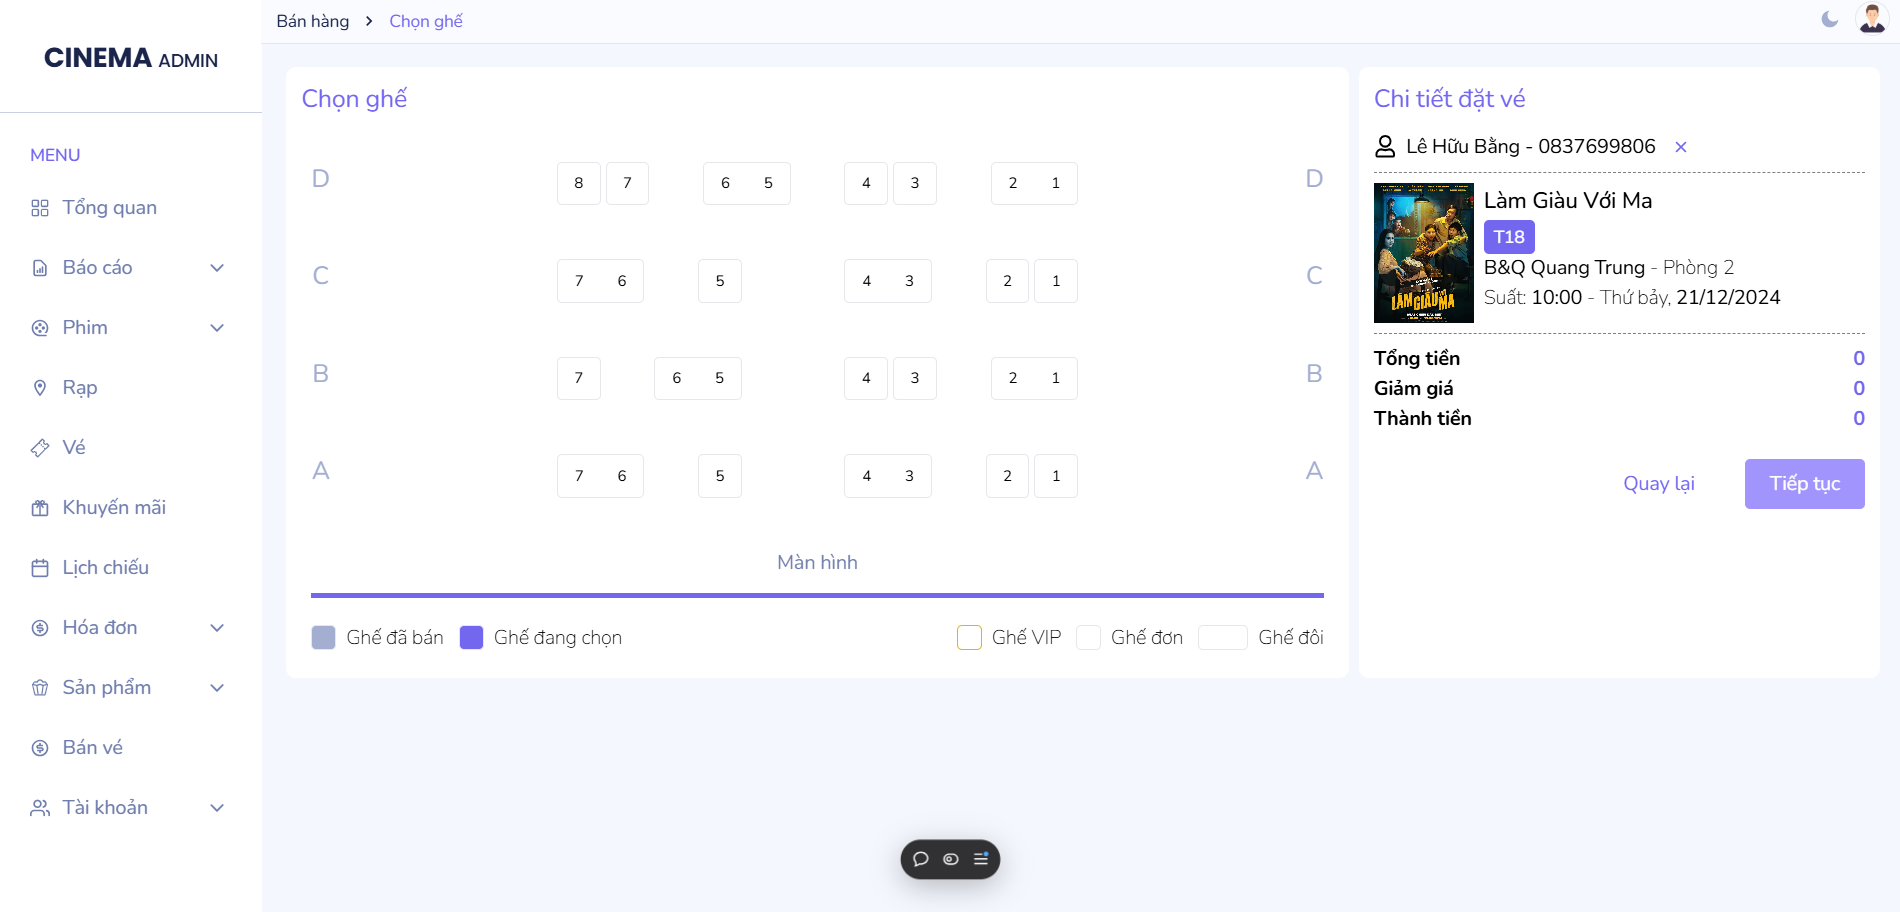 CINEMA ADMIN
MENU
Tổng quan
Báo cáo
Phim
Rạp
Vé
Khuyến mãi
Lịch chiếu
Hóa đơn
Sản phẩm
Bán vé
Tài khoản
Bán hàng > Chọn ghế
Chọn ghế
D 8 7 6 5 4 3 2 1 D
C 7 6 5 4 3 2 1 C
B 7 6 5 4 3 2 1 B
A 7 6 5 4 3 2 1 A
Màn hình
Ghế đã bán Ghế đang chọn Ghế VIP Ghế đơn Ghế đôi
Chi tiết đặt vé
Lê Hữu Bằng - 0837699806
LÀM GIÀU VỚI MA
Làm Giàu Với Ma
T18
B&Q Quang Trung - Phòng 2
Suất: 10:00 - Thứ bảy, 21/12/2024
Tổng tiền 0
Giảm giá 0
Thành tiền 0
Quay lại Tiếp tục